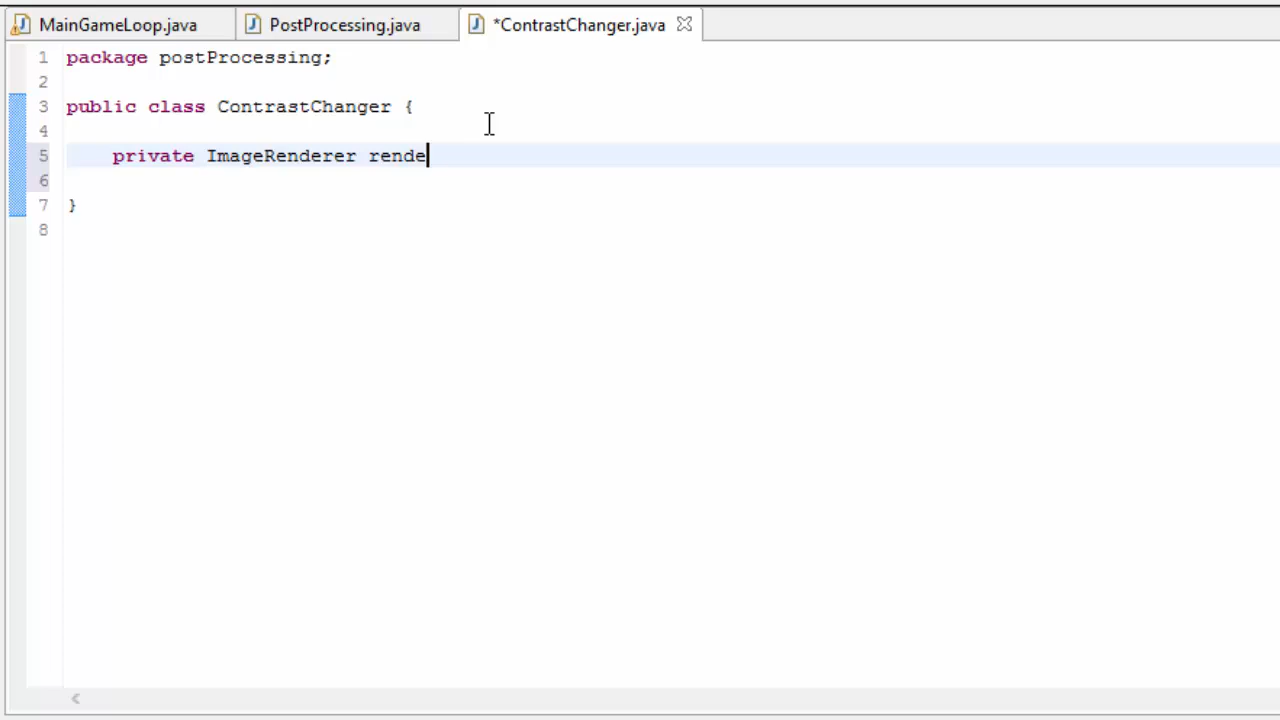 MainGameLoop.java PostProcessing.java *ContrastChanger.java
1 package postProcessing;
2
3 public class ContrastChanger {
4
5 private ImageRenderer rende
6
7 }
8